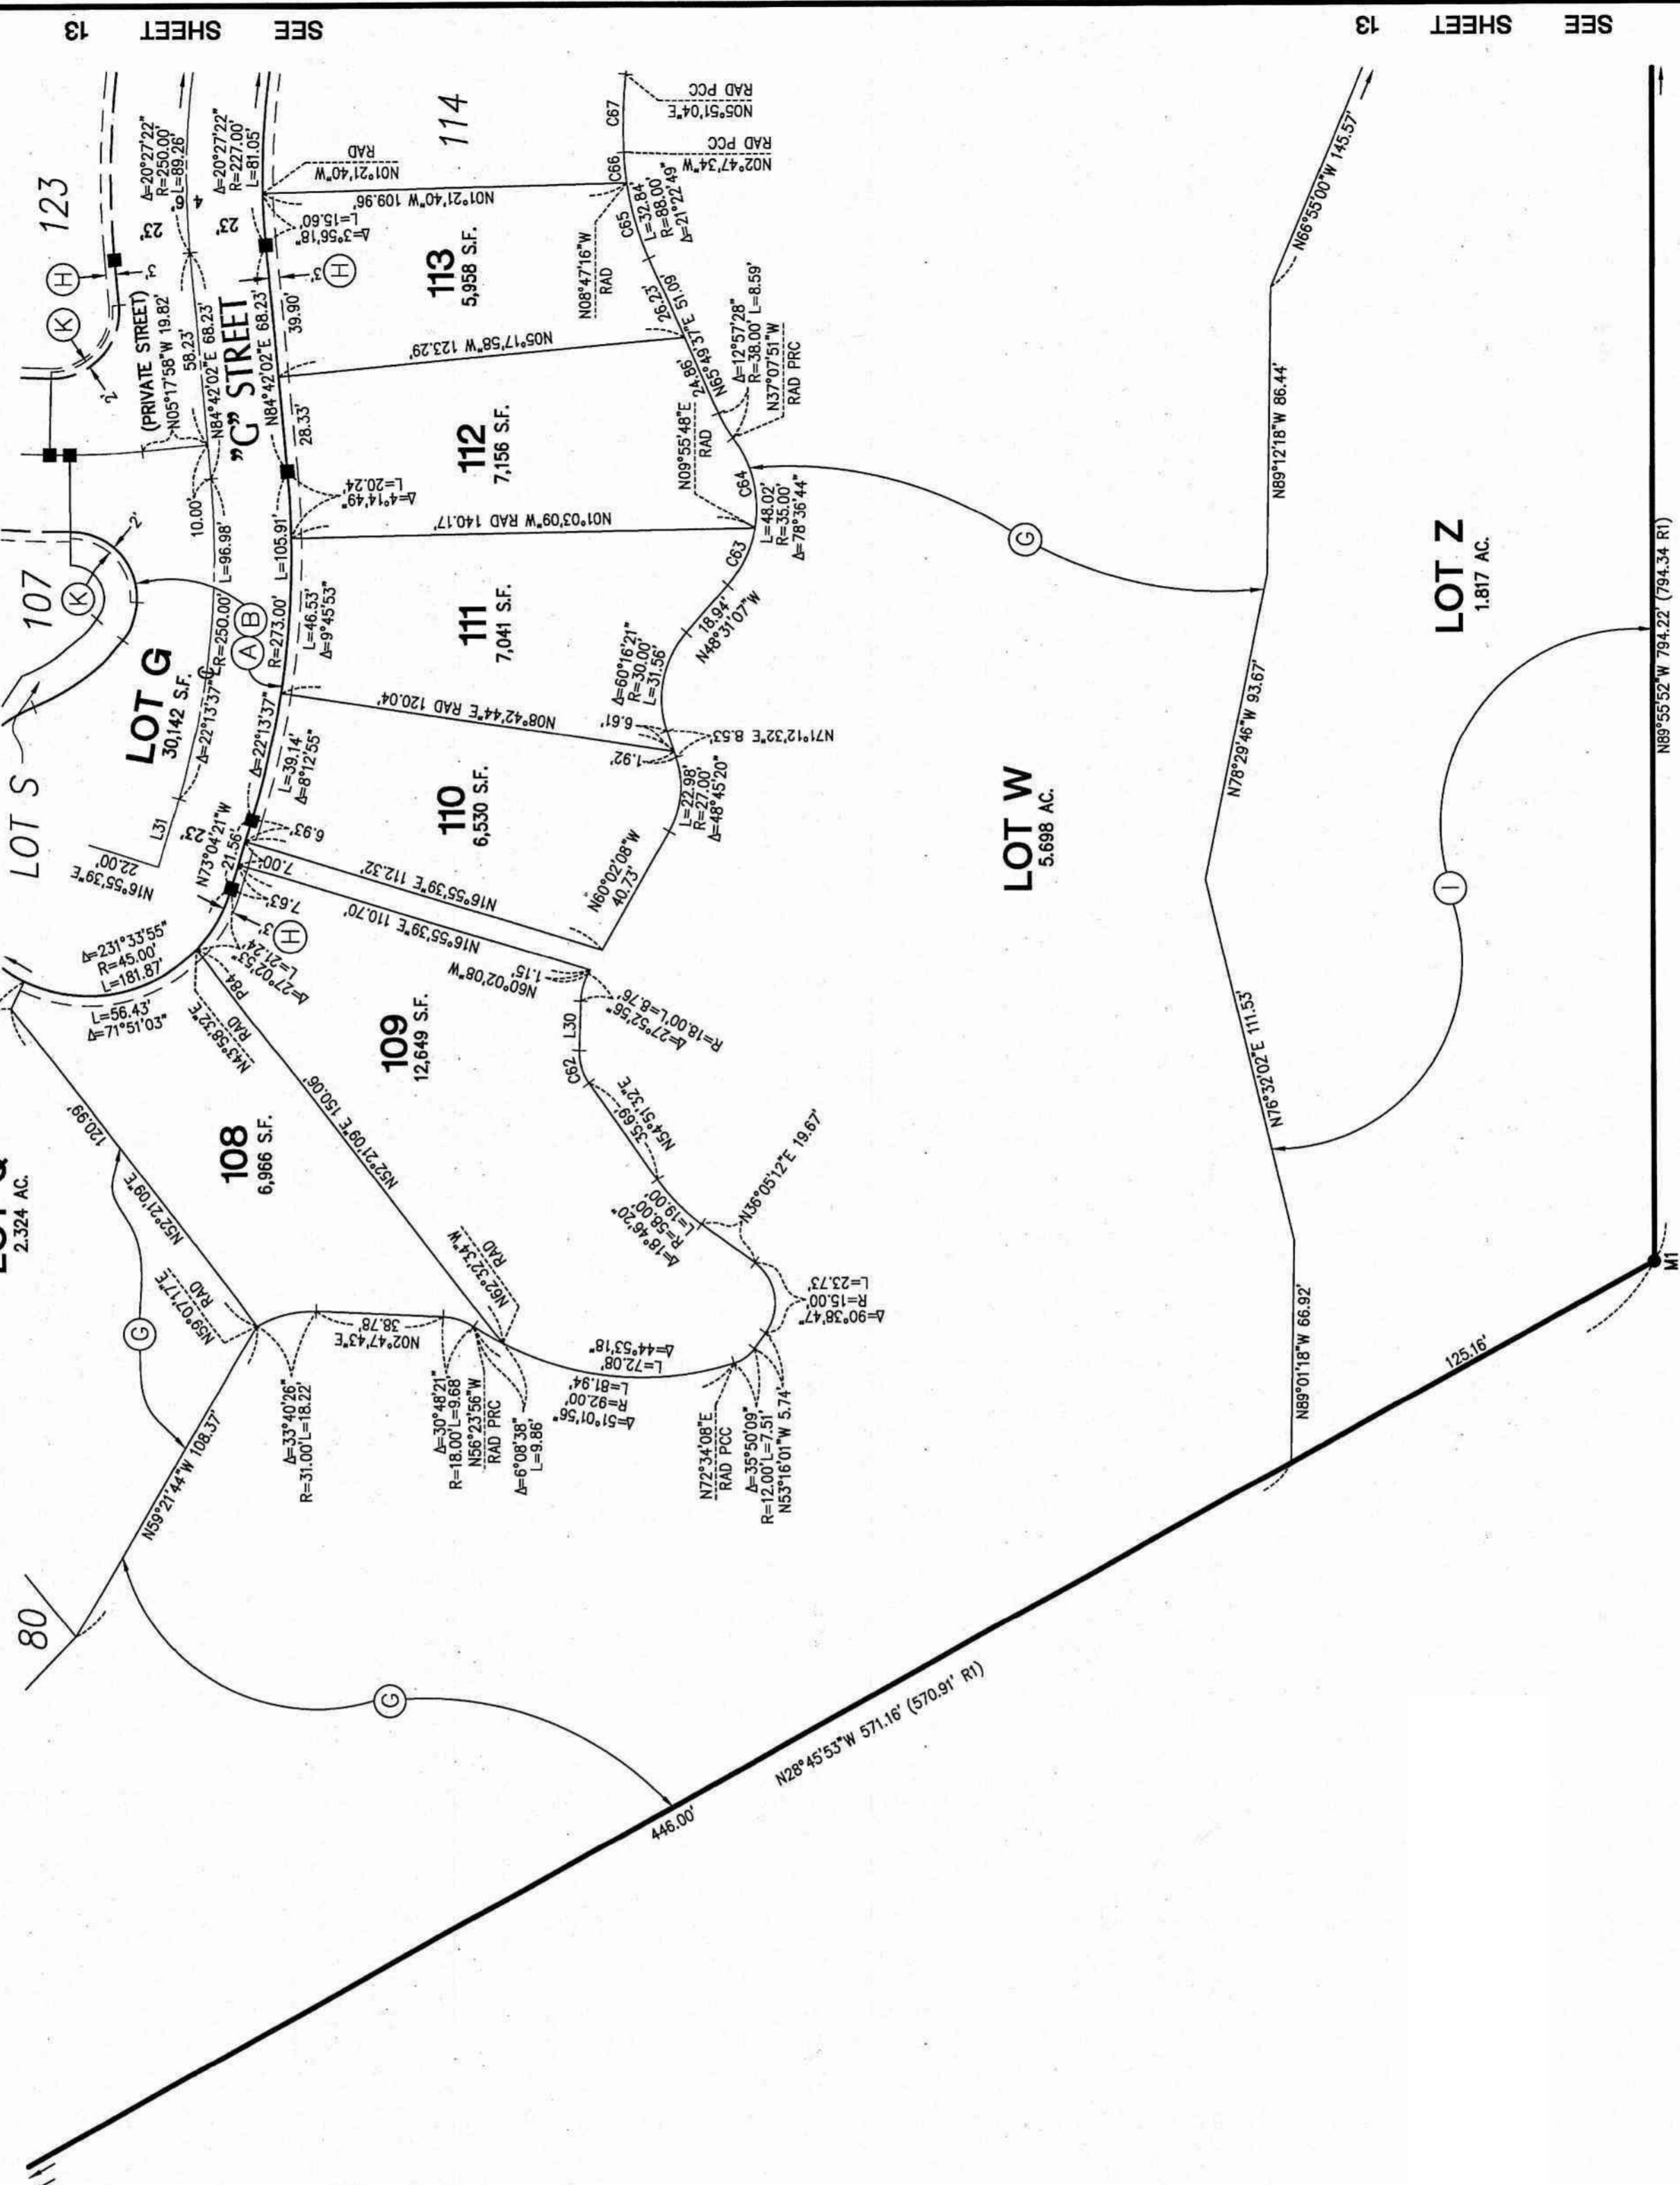 SEE SHEET 13
SEE SHEET 13
LOT S
107
123
K
H
K
2'
2'
3'
(PRIVATE STREET)
N05°17'58"W 19.82'
58.23'
N84°42'02"E 68.23'
"C" STREET
N84°42'02"E 68.23'
39.90'
28.33'
10.00'
L=96.98'
R=250.00'
Δ=22°13'37"
L=105.91'
R=273.00'
Δ=22°13'37"
A
B
23'
23'
Δ=20°27'22"
R=250.00'
L=89.26'
Δ=20°27'22"
R=227.00'
L=81.05'
LOT G
30,142 S.F.
L31
N16°55'39"E
22.00'
23'
N73°04'21"W
21.56'
6.93'
7.00'
7.63'
3'
H
L=39.14'
Δ=8°12'55"
L=46.53'
Δ=9°45'53"
Δ=4°14'49"
L=20.24'
Δ=3°56'18"
L=15.60'
3'
H
N01°21'40"W
RAD
114
N01°21'40"W 109.96'
113
5,958 S.F.
N05°17'58"W 123.29'
112
7,156 S.F.
N01°03'09"W RAD 140.17'
111
7,041 S.F.
N08°42'44"E RAD 120.04'
110
6,530 S.F.
N16°55'39"E 112.32'
N16°55'39"E 110.70'
N60°02'08"W
1.15'
N60°02'08"W
40.73'
L=22.98'
R=27.00'
Δ=48°45'20"
1.92'
6.61'
N71°12'32"E 8.53'
Δ=60°16'21"
R=30.00'
L=31.56'
18.94'
N48°31'07"W
C63
C64
L=48.02'
R=35.00'
Δ=78°36'44"
N09°55'48"E
RAD
N37°07'51"W
RAD PRC
Δ=12°57'28"
R=38.00' L=8.59'
24.86'
N65°49'37"E 51.09'
26.23'
C65
L=32.84'
R=88.00'
Δ=21°22'49"
N08°47'16"W
RAD
C66
N02°47'34"W
RAD PCC
C67
N05°51'04"E
RAD PCC
2.324 AC.
Δ=231°33'55"
R=45.00'
L=181.87'
L=56.43'
Δ=71°51'03"
N43°58'32"E
RAD
P84
Δ=27°02'53"
L=21.24'
120.99'
N52°21'09"E
108
6,966 S.F.
N52°21'09"E 150.06'
109
12,649 S.F.
R=18.00' L=8.76'
Δ=27°52'56"
L30
C62
N54°51'32"E
35.69'
Δ=18°46'20"
R=58.00'
L=19.00'
N36°05'12"E 19.67'
Δ=90°38'47"
R=15.00'
L=23.73'
N62°32'34"W
RAD
N59°07'17"E
RAD
Δ=33°40'26"
R=31.00' L=18.22'
N02°47'43"E
38.78'
Δ=30°48'21"
R=18.00' L=9.68'
N56°23'56"W
RAD PRC
Δ=6°08'38"
L=9.86'
Δ=51°01'56"
R=92.00'
L=81.94'
L=72.08'
Δ=44°53'18"
N72°34'08"E
RAD PCC
Δ=35°50'09"
R=12.00' L=7.51'
N53°16'01"W 5.74'
80
N59°21'44"W 108.37'
G
G
G
446.00'
N28°45'53"W 571.16' (570.91' R1)
125.16'
M1
LOT W
5.698 AC.
LOT Z
1.817 AC.
I
N89°01'18"W 66.92'
N76°32'02"E 111.53'
N78°29'46"W 93.67'
N89°12'18"W 86.44'
N66°55'00"W 145.57'
N89°55'52"W 794.22' (794.34 R1)